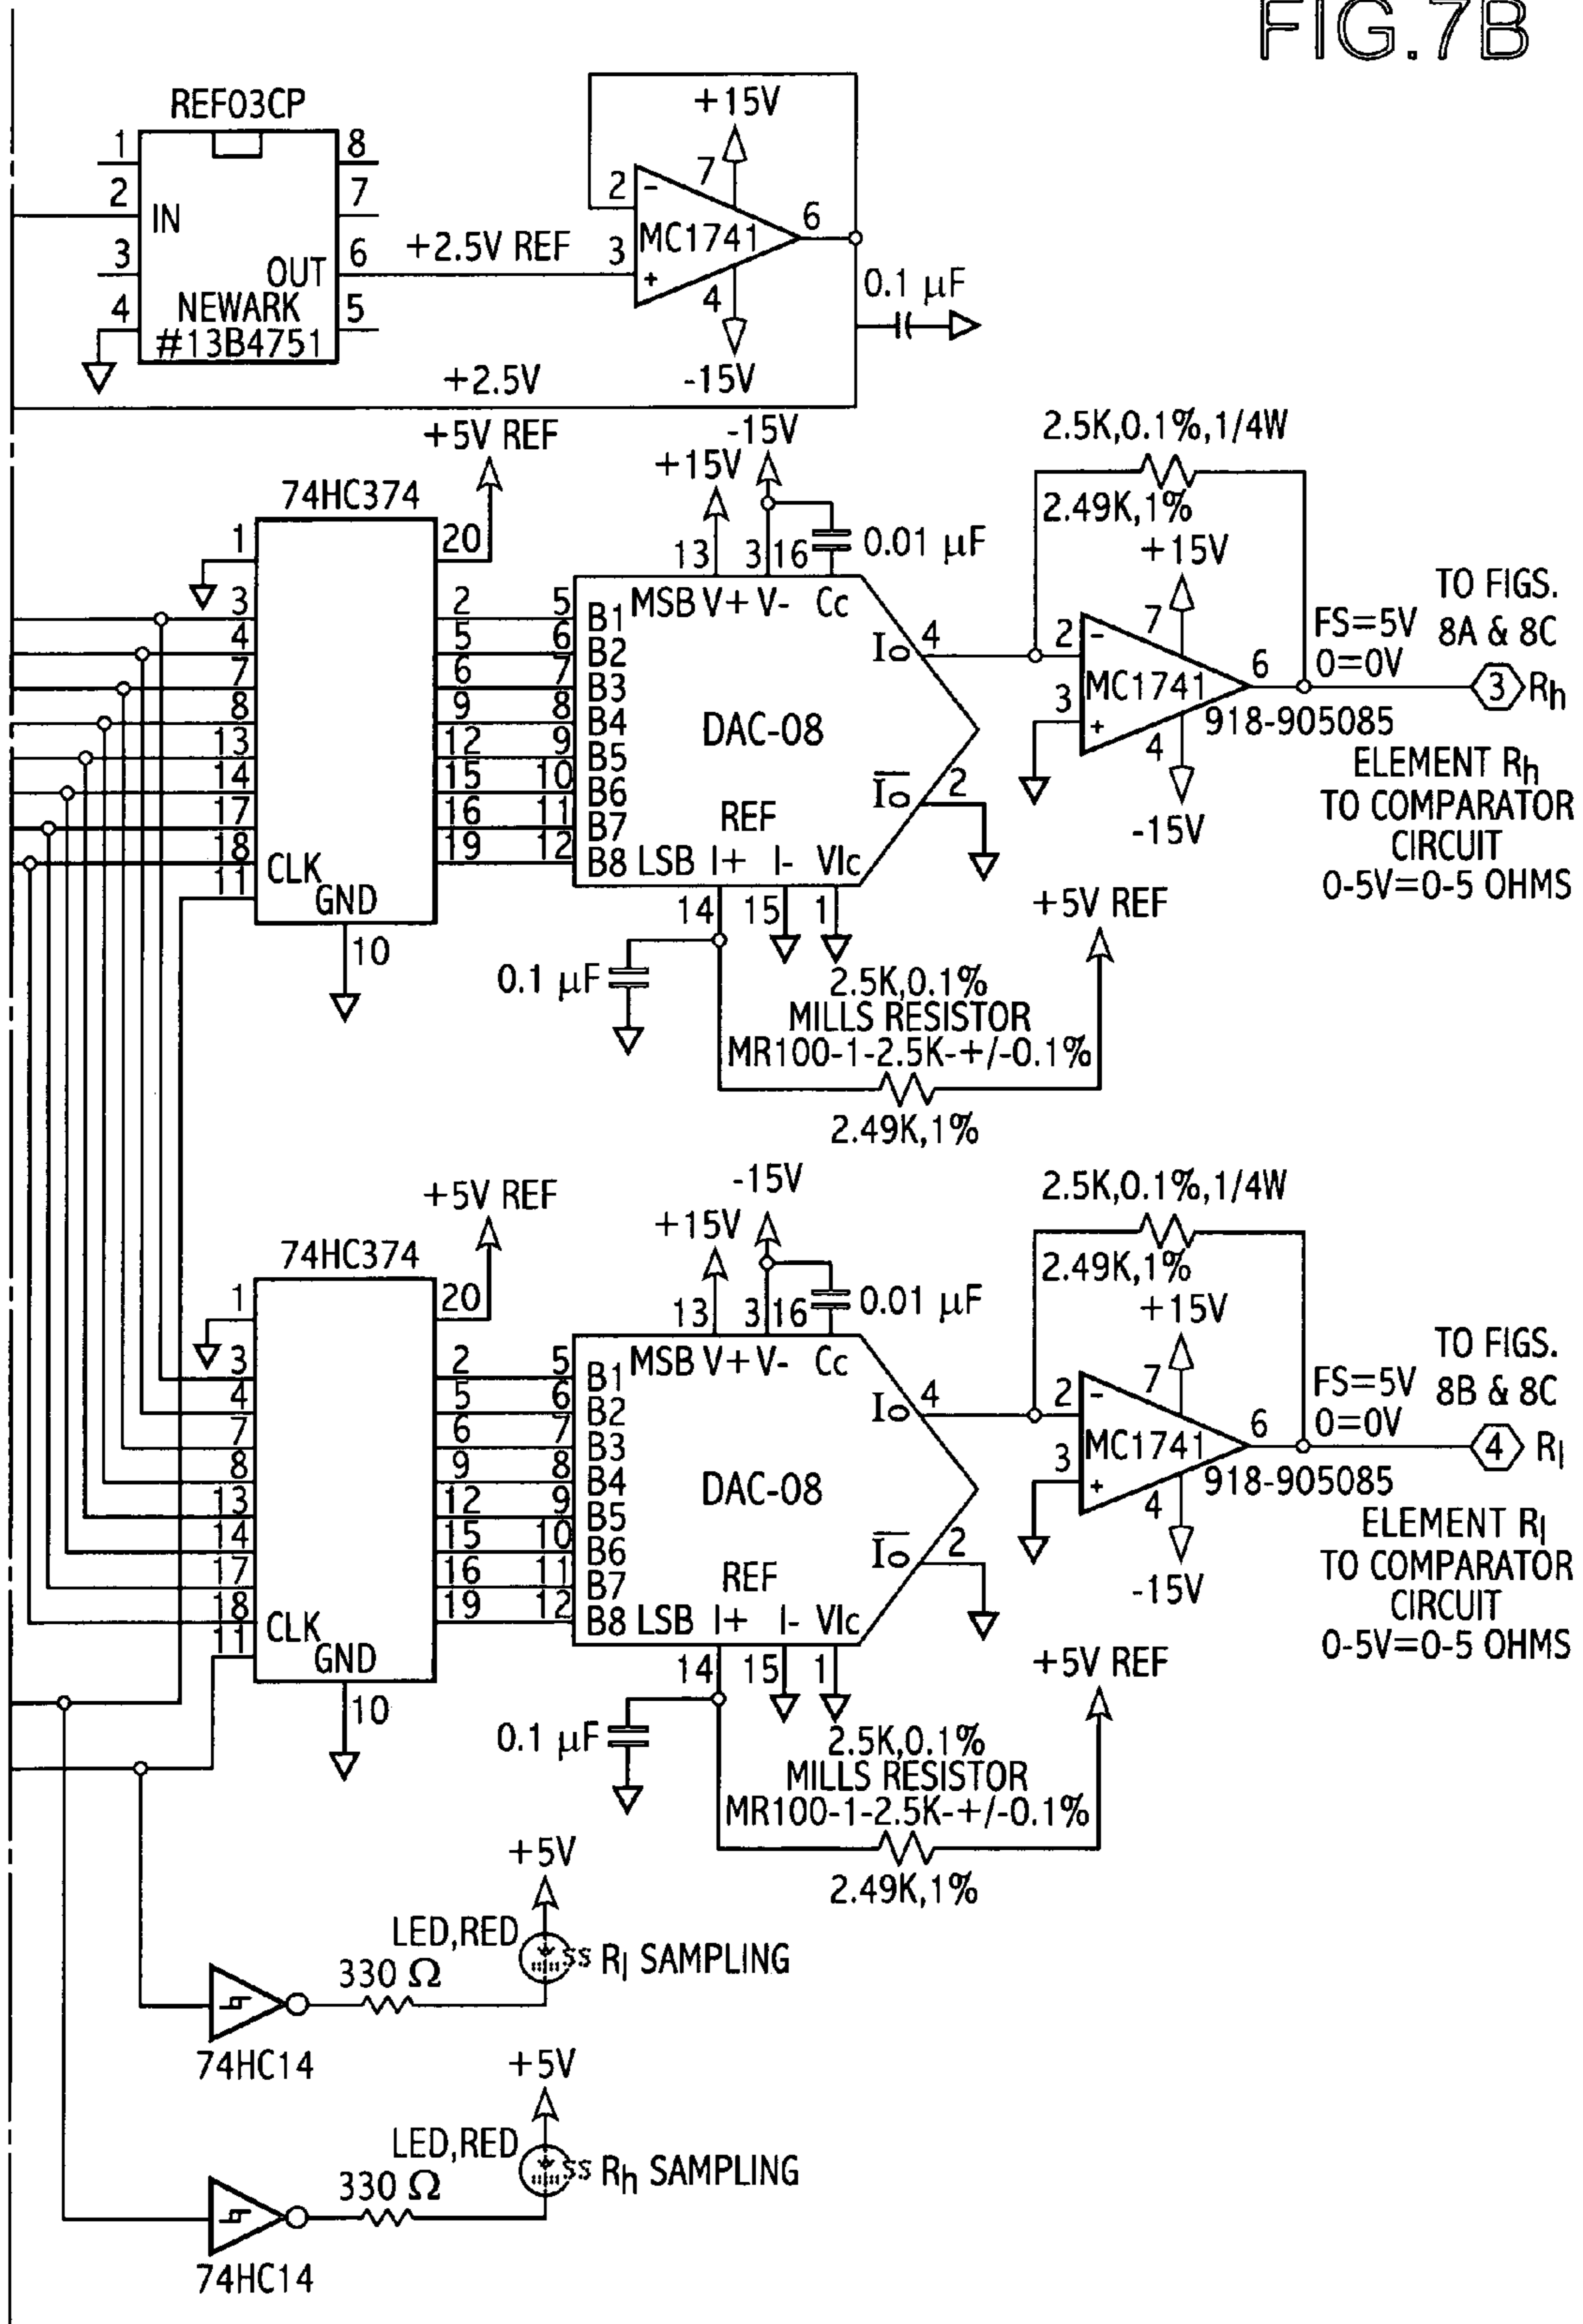 FIG.7B
REF03CP
1
8
2
IN
7
3
OUT
6
4
NEWARK
5
#13B4751
+2.5V REF
+15V
2
-
7
MC1741
6
3
+
4
-15V
0.1 µF
+2.5V
+5V REF
74HC374
1
20
3
4
7
8
13
14
17
18
11
CLK
GND
10
2
5
6
9
12
15
16
19
5
6
7
8
9
10
11
12
+15V
-15V
13
3
16
0.01 µF
MSB V+ V- Cc
B1
B2
B3
B4
B5
B6
B7
B8 LSB I+ I- Vlc
REF
DAC-08
Io
4
Io
2
14
15
1
0.1 µF
2.5K,0.1%
MILLS RESISTOR
MR100-1-2.5K-+/-0.1%
2.49K,1%
+5V REF
2.5K,0.1%,1/4W
2.49K,1%
+15V
2
-
7
MC1741
6
3
+
4
-15V
918-905085
FS=5V
0=0V
TO FIGS.
8A & 8C
3
Rh
ELEMENT Rh
TO COMPARATOR
CIRCUIT
0-5V=0-5 OHMS
+5V REF
74HC374
1
20
3
4
7
8
13
14
17
18
11
CLK
GND
10
2
5
6
9
12
15
16
19
5
6
7
8
9
10
11
12
-15V
+15V
13
3
16
0.01 µF
MSB V+ V- Cc
B1
B2
B3
B4
B5
B6
B7
B8 LSB I+ I- Vlc
REF
DAC-08
Io
4
Io
2
14
15
1
0.1 µF
2.5K,0.1%
MILLS RESISTOR
MR100-1-2.5K-+/-0.1%
2.49K,1%
+5V REF
2.5K,0.1%,1/4W
2.49K,1%
+15V
2
-
7
MC1741
6
3
+
4
-15V
918-905085
FS=5V
0=0V
TO FIGS.
8B & 8C
4
Rl
ELEMENT Rl
TO COMPARATOR
CIRCUIT
0-5V=0-5 OHMS
+5V
LED,RED
330 Ω
SS Rl SAMPLING
74HC14
+5V
LED,RED
330 Ω
SS Rh SAMPLING
74HC14